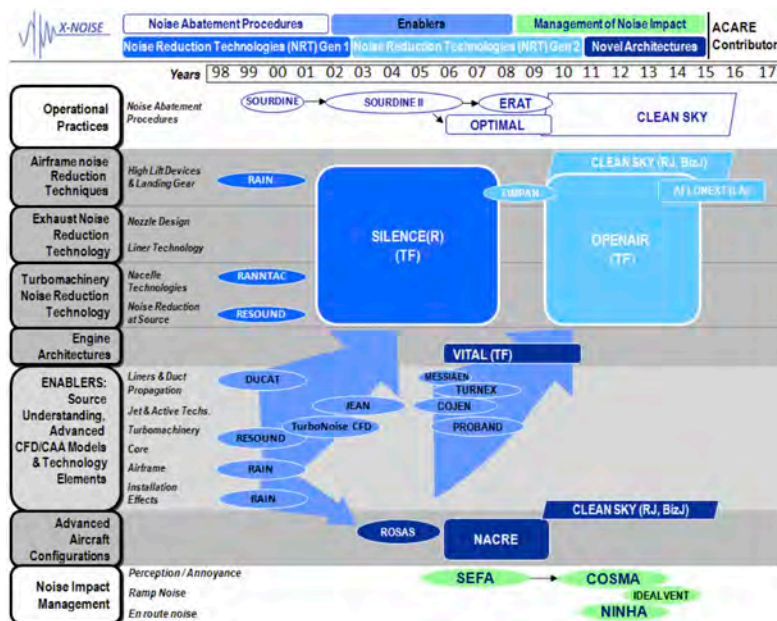 X-NOISE
Noise Abatement Procedures
Enablers
Management of Noise Impact
ACARE
Contributor
Noise Reduction Technologies (NRT) Gen 1
Noise Reduction Technologies (NRT) Gen 2
Novel Architectures
Years 98 99 00 01 02 03 04 05 06 07 08 09 10 11 12 13 14 15 16 17
Operational
Practices
Noise Abatement
Procedures
SOURDINE
SOURDINE II
ERAT
OPTIMAL
CLEAN SKY
Airframe noise
Reduction
Techniques
High Lift Devices
& Landing Gear
RAIN
TIMPAN
CLEAN SKY (RJ, BizJ)
AFLONEXT (LA)
Exhaust Noise
Reduction
Technology
Nozzle Design
Liner Technology
SILENCE(R)
(TF)
OPENAIR
(TF)
Turbomachinery
Noise Reduction
Technology
Nacelle
Technologies
Noise Reduction
at Source
RANNTAC
RESOUND
Engine
Architectures
VITAL (TF)
ENABLERS:
Source
Understanding,
Advanced
CFD/CAA Models
& Technology
Elements
Liners & Duct
Propagation
Jet & Active Techs.
Turbomachinery
Core
Airframe
Installation
Effects
DUCAT
MESSIAEN
TURNEX
JEAN
COJEN
TurboNoise CFD
PROBAND
RESOUND
RAIN
RAIN
Advanced
Aircraft
Configurations
CLEAN SKY (RJ, BizJ)
ROSAS
NACRE
Noise Impact
Management
Perception / Annoyance
Ramp Noise
En route noise
SEFA
COSMA
IDEALVENT
NINHA